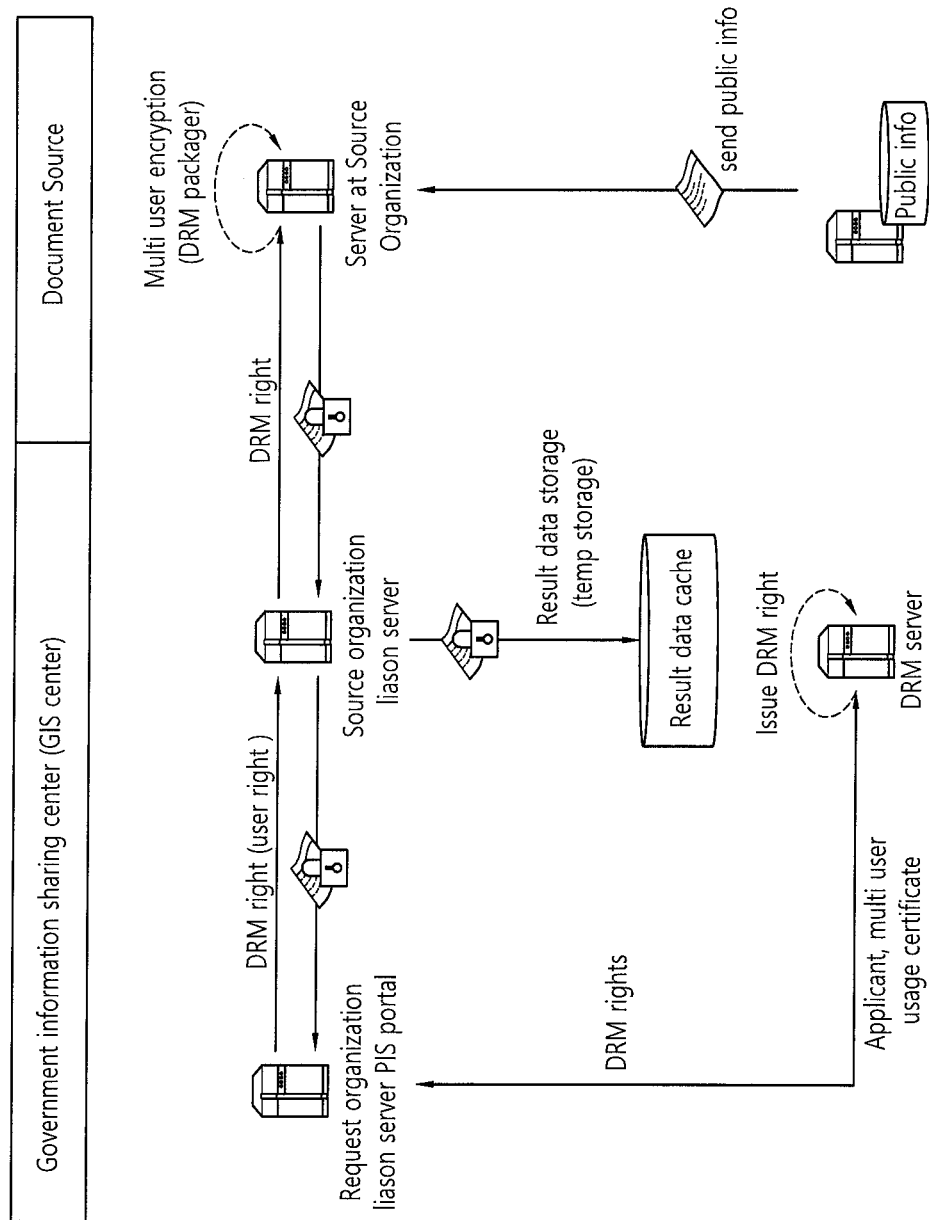 Government information sharing center (GIS center)
Document Source
Multi user encryption
(DRM packager)
DRM right (user right )
DRM right
Request organization
liason server PIS portal
Source organization
liason server
Server at Source
Organization
Result data storage
(temp storage)
send public info
DRM rights
Result data cache
Issue DRM right
Public info
Applicant, multi user
usage certificate
DRM server